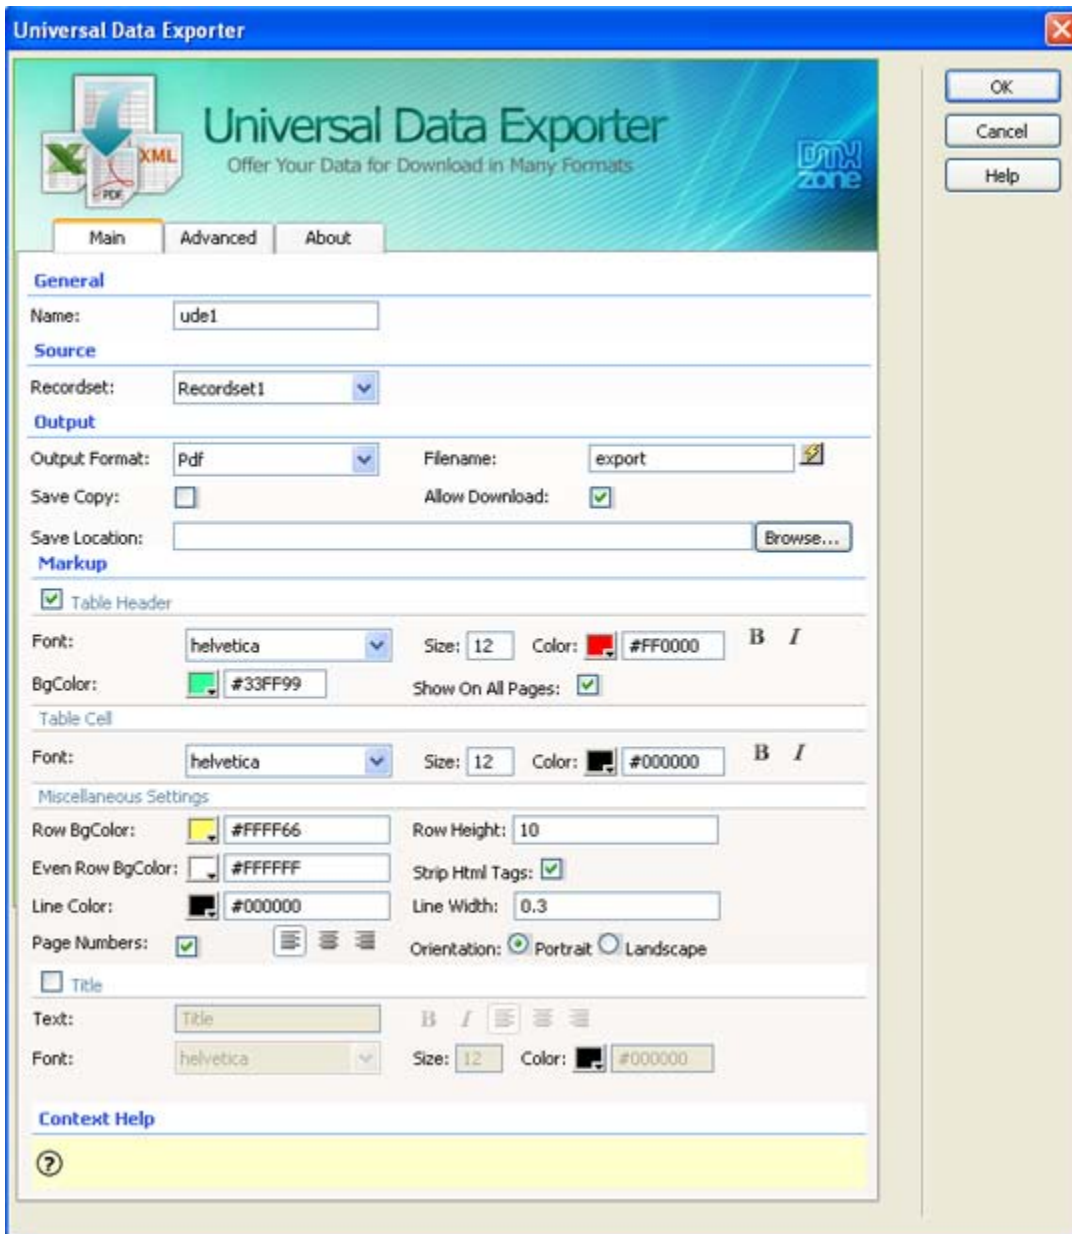 Universal Data Exporter
OK
Cancel
Help
XML
PDF
Universal Data Exporter
Offer Your Data for Download in Many Formats
DMX zone
Main Advanced About
General
Name: ude1
Source
Recordset: Recordset1
Output
Output Format: Pdf Filename: export
Save Copy: Allow Download:
Save Location: Browse...
Markup
Table Header
Font: helvetica Size: 12 Color: #FF0000 B I
BgColor: #33FF99 Show On All Pages:
Table Cell
Font: helvetica Size: 12 Color: #000000 B I
Miscellaneous Settings
Row BgColor: #FFFF66 Row Height: 10
Even Row BgColor: #FFFFFF Strip Html Tags:
Line Color: #000000 Line Width: 0.3
Page Numbers: Orientation: Portrait Landscape
Title
Text: Title B I
Font: helvetica Size: 12 Color: #000000
Context Help
?